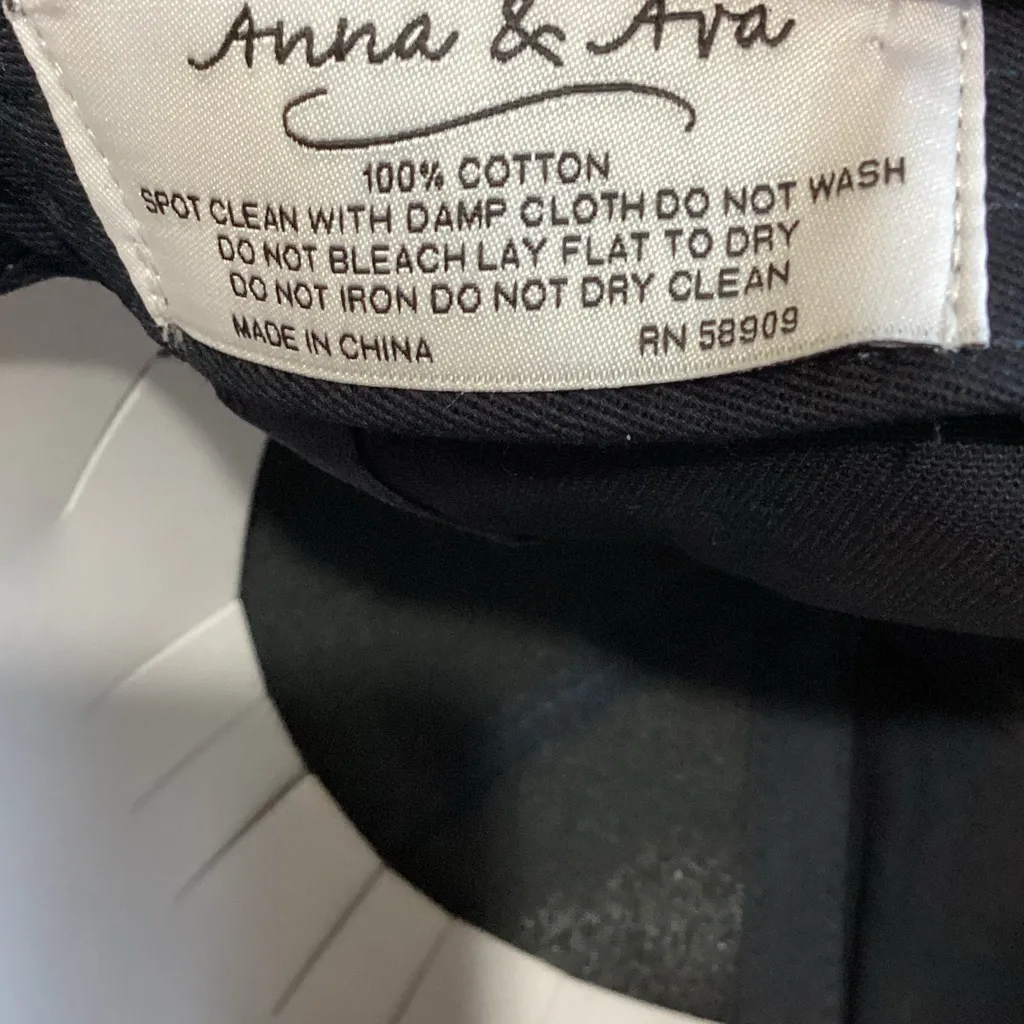 Anna & Ava
100% COTTON
SPOT CLEAN WITH DAMP CLOTH DO NOT WASH
DO NOT BLEACH LAY FLAT TO DRY
DO NOT IRON DO NOT DRY CLEAN
MADE IN CHINA RN 58909